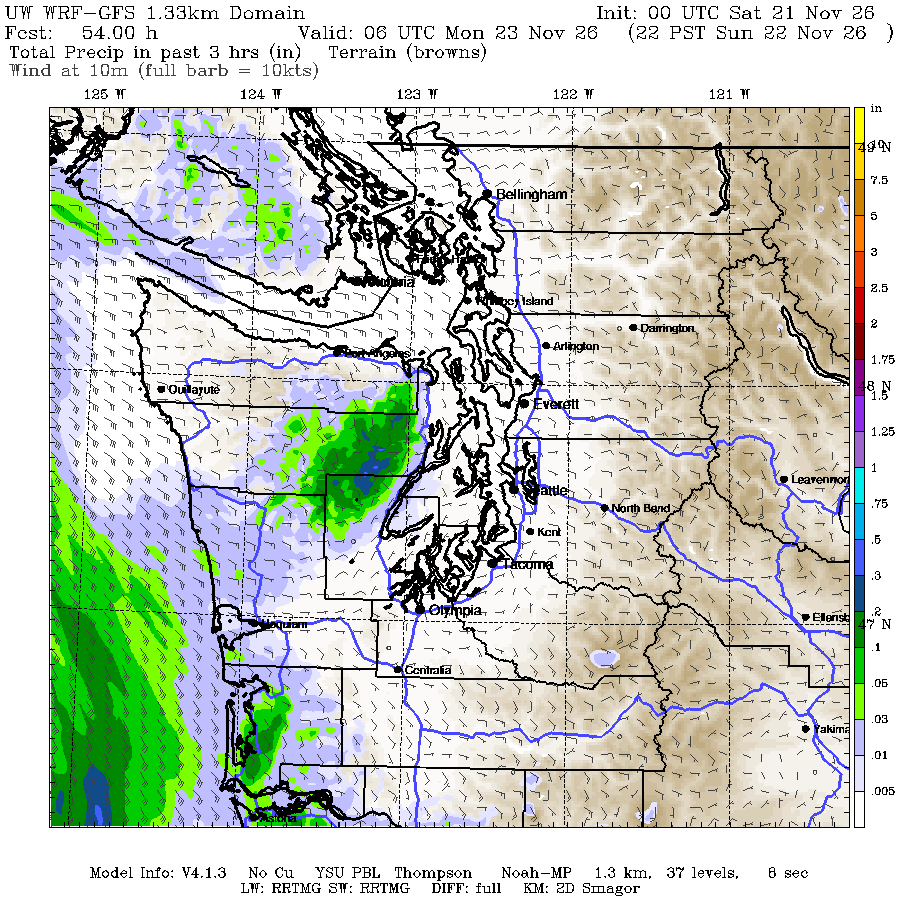 UW WRF-GFS 1.33km Domain Init: 00 UTC Sat 21 Nov 26
Fcst: 54.00 h Valid: 06 UTC Mon 23 Nov 26 (22 PST Sun 22 Nov 26 )
Total Precip in past 3 hrs (in) Terrain (browns)
Wind at 10m (full barb = 10kts)
125 W 124 W 123 W 122 W 121 W
in
49 N
Bellingham
7.5
5
3
Island
2.5
Darrington
2
Arlington
Port Angeles
1.75
48 N
Quillayute
1.5
Everett
1.25
1
Leavenwor
Seattle
.75
North Bend
Kent
.5
Tacoma
.3
Olympia
.2
Ellensb
47 N
Hoquiam
.1
Centralia
.05
.03
Yakima
.01
.005
Astoria
Model Info: V4.1.3 No Cu YSU PBL Thompson Noah-MP 1.3 km, 37 levels, 8 sec
LW: RRTMG SW: RRTMG DIFF: full KM: 2D Smagor